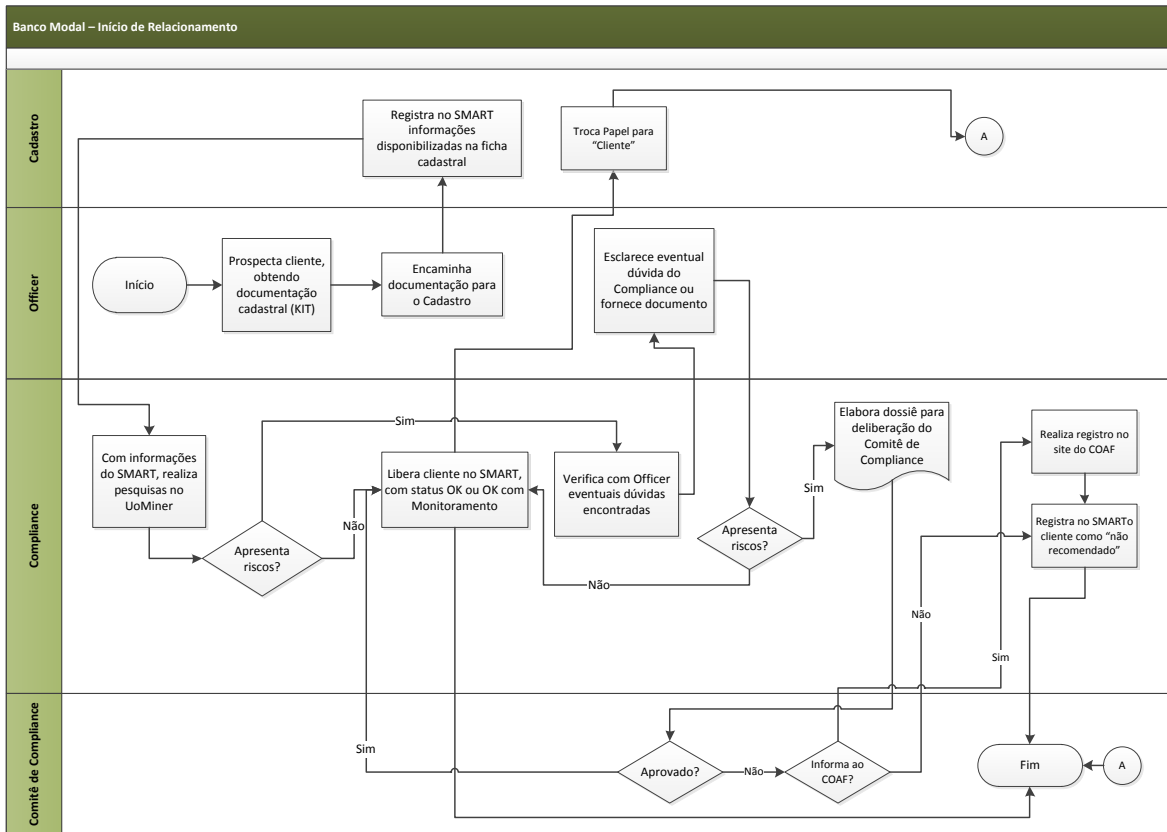 Banco Modal – Início de Relacionamento
Cadastro
Registra no SMART
informações
disponibilizadas na ficha
cadastral
Troca Papel para
“Cliente”
A
Officer
Início
Prospecta cliente,
obtendo
documentação
cadastral (KIT)
Encaminha
documentação para
o Cadastro
Esclarece eventual
dúvida do
Compliance ou
fornece documento
Compliance
Com informações
do SMART, realiza
pesquisas no
UoMiner
Apresenta
riscos?
Sim
Não
Libera cliente no SMART,
com status OK ou OK com
Monitoramento
Verifica com Officer
eventuais dúvidas
encontradas
Apresenta
riscos?
Sim
Não
Elabora dossiê para
deliberação do
Comitê de
Compliance
Realiza registro no
site do COAF
Registra no SMARTo
cliente como “não
recomendado”
Não
Sim
Comitê de Compliance
Sim
Aprovado?
Não
Informa ao
COAF?
Fim
A